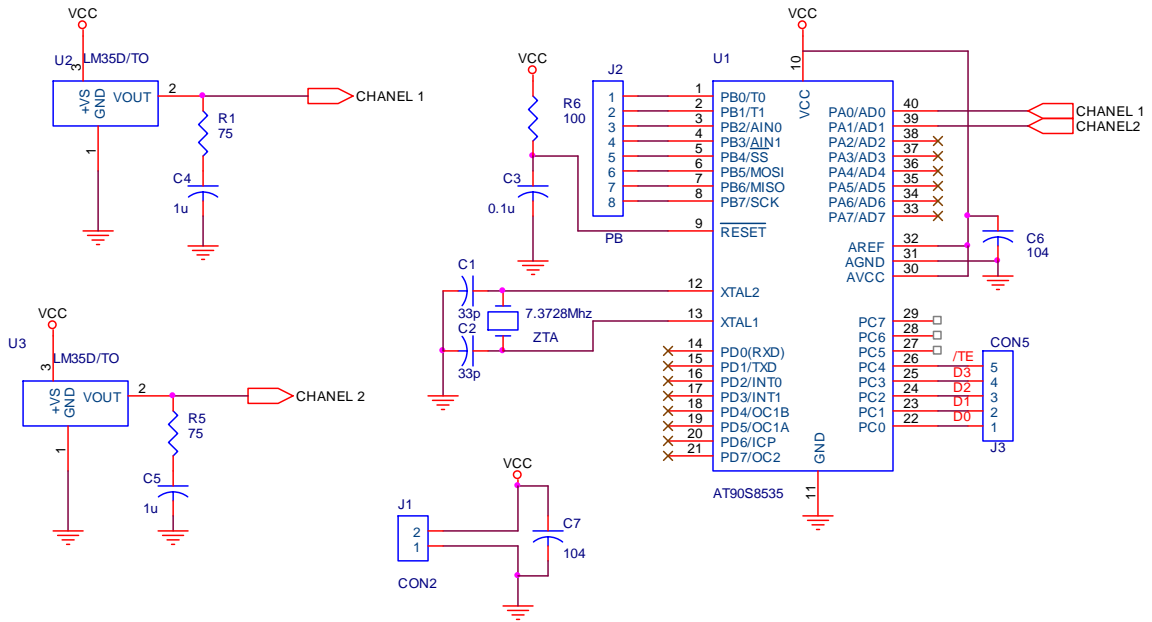 VCC
U2
LM35D/TO
3
+VS
GND
VOUT
2
1
R1
75
C4
1u
CHANEL 1
VCC
U3
LM35D/TO
3
+VS
GND
VOUT
2
1
R5
75
C5
1u
CHANEL 2
VCC
R6
100
C3
0.1u
J2
1
2
3
4
5
6
7
8
PB
C1
33p
C2
33p
7.3728Mhz
ZTA
VCC
J1
2
1
CON2
C7
104
VCC
U1
10
VCC
1 PB0/T0
2 PB1/T1
3 PB2/AIN0
4 PB3/AIN1
5 PB4/SS
6 PB5/MOSI
7 PB6/MISO
8 PB7/SCK
9 RESET
12 XTAL2
13 XTAL1
14 PD0(RXD)
15 PD1/TXD
16 PD2/INT0
17 PD3/INT1
18 PD4/OC1B
19 PD5/OC1A
20 PD6/ICP
21 PD7/OC2
PA0/AD0 40
PA1/AD1 39
PA2/AD2 38
PA3/AD3 37
PA4/AD4 36
PA5/AD5 35
PA6/AD6 34
PA7/AD7 33
AREF 32
AGND 31
AVCC 30
PC7 29
PC6 28
PC5 27
PC4 26
PC3 25
PC2 24
PC1 23
PC0 22
GND
11
AT90S8535
CHANEL 1
CHANEL2
C6
104
CON5
/TE 5
D3 4
D2 3
D1 2
D0 1
J3